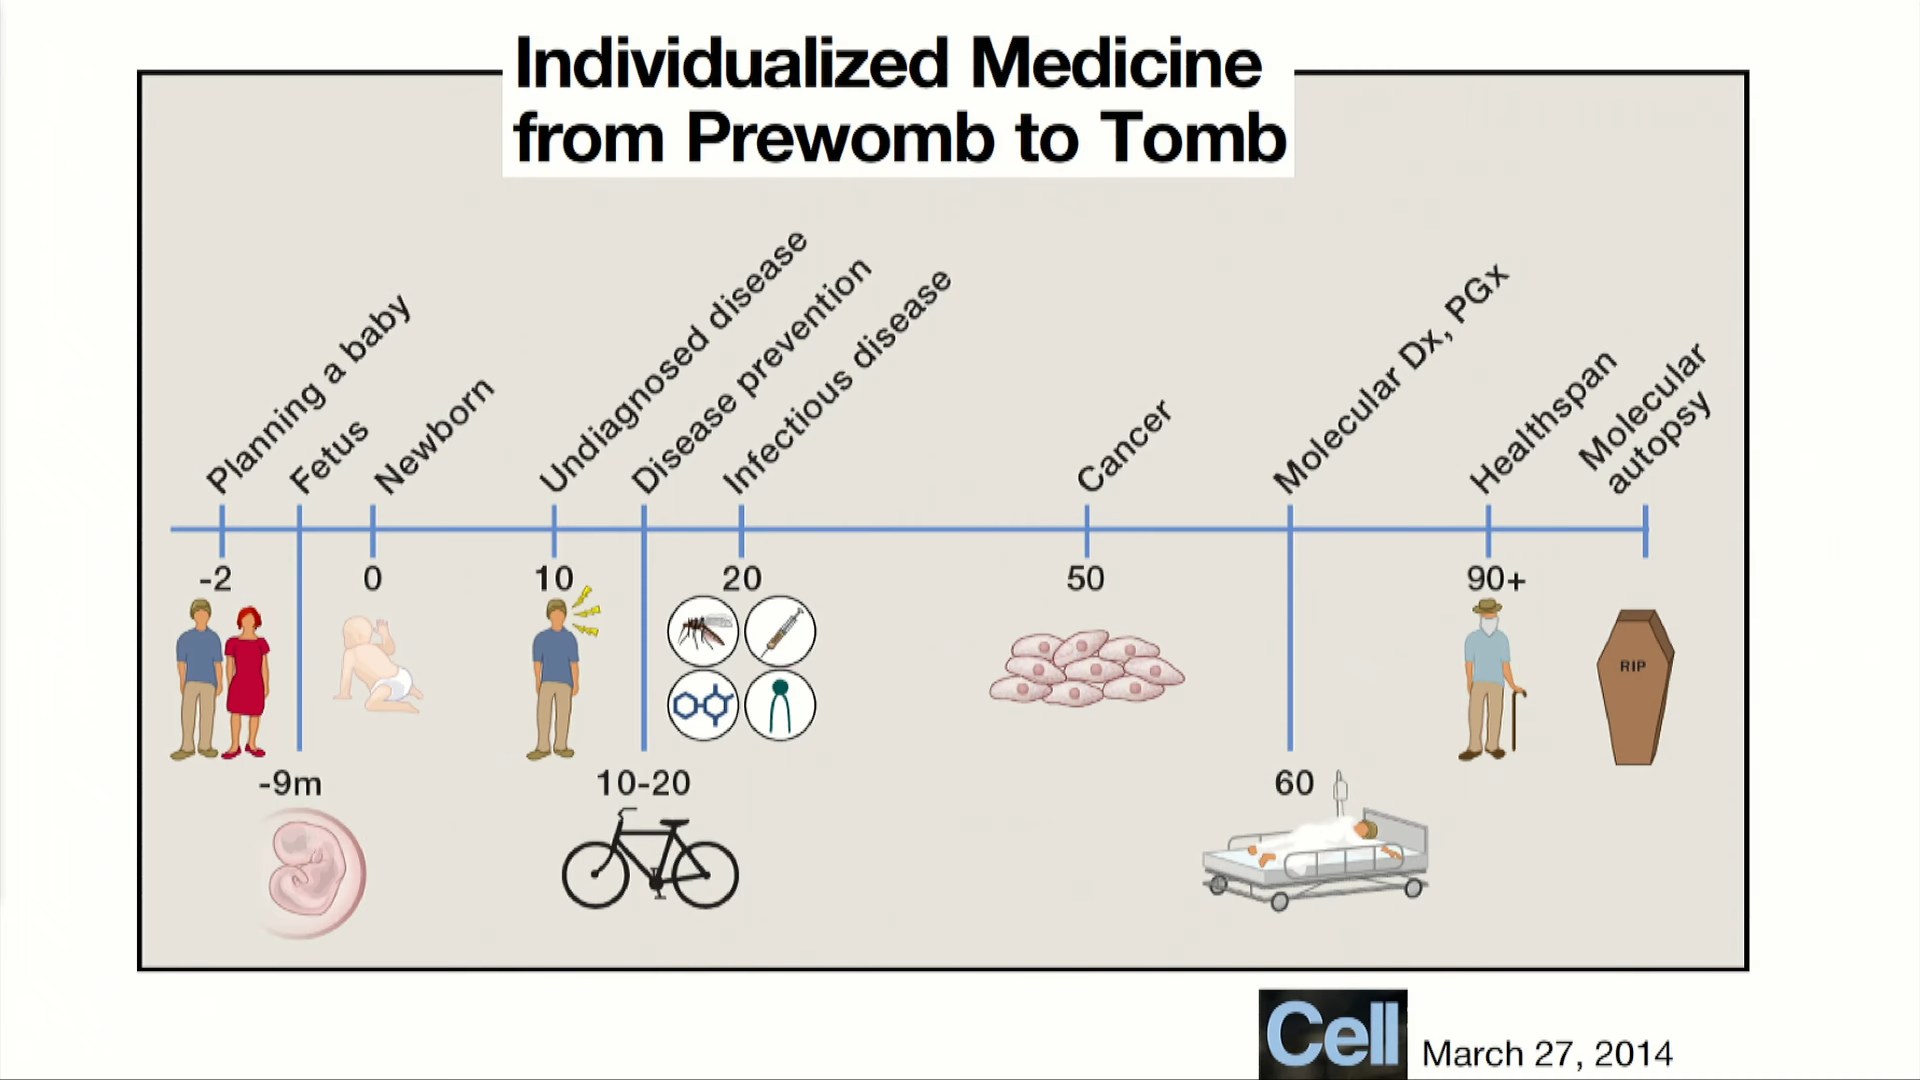 Individualized Medicine
from Prewomb to Tomb
Planning a baby
Fetus
Newborn
Undiagnosed disease
Disease prevention
Infectious disease
Cancer
Molecular Dx, PGx
Healthspan
Molecular
autopsy
-2
0
10
20
50
90+
RIP
-9m
10-20
60
Cell
March 27, 2014